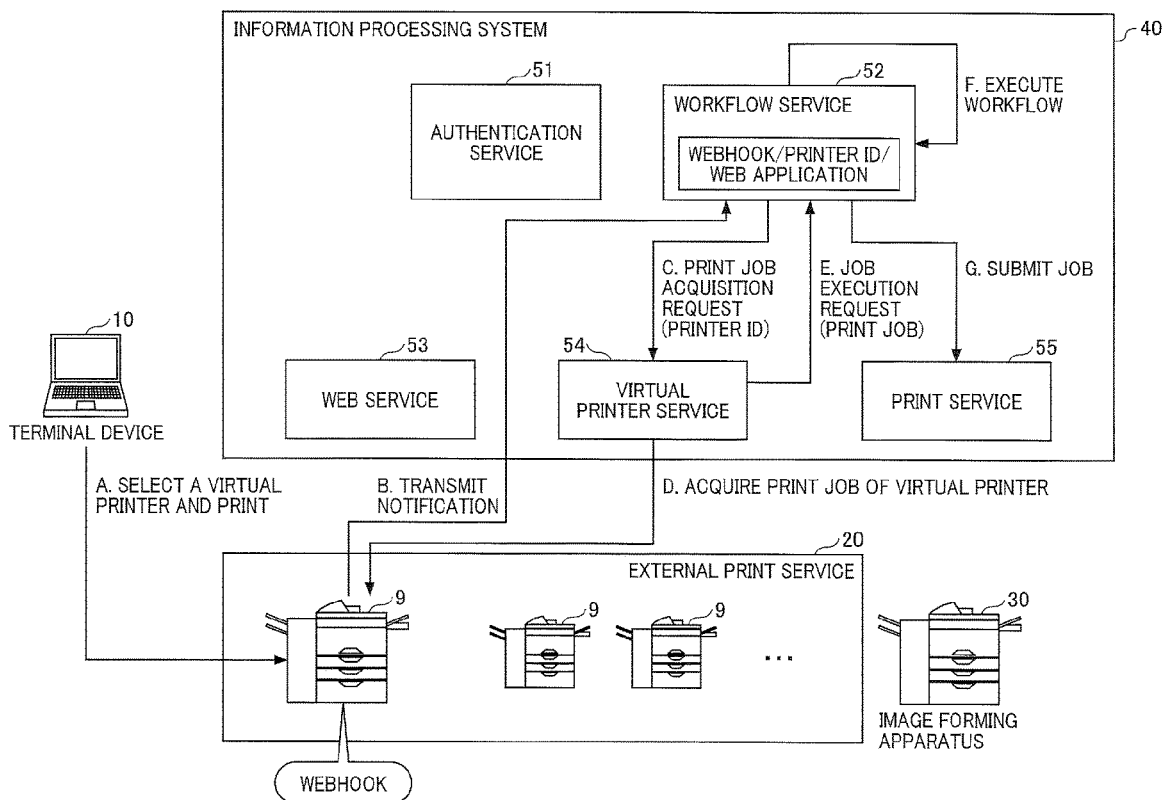 INFORMATION PROCESSING SYSTEM
40
51
AUTHENTICATION
SERVICE
52
WORKFLOW SERVICE
WEBHOOK/PRINTER ID/
WEB APPLICATION
F. EXECUTE
WORKFLOW
C. PRINT JOB
ACQUISITION
REQUEST
(PRINTER ID)
E. JOB
EXECUTION
REQUEST
(PRINT JOB)
G. SUBMIT JOB
10
TERMINAL DEVICE
53
WEB SERVICE
54
VIRTUAL
PRINTER SERVICE
55
PRINT SERVICE
A. SELECT A VIRTUAL
PRINTER AND PRINT
B. TRANSMIT
NOTIFICATION
D. ACQUIRE PRINT JOB OF VIRTUAL PRINTER
20
EXTERNAL PRINT SERVICE
9
9
9
...
30
IMAGE FORMING
APPARATUS
WEBHOOK